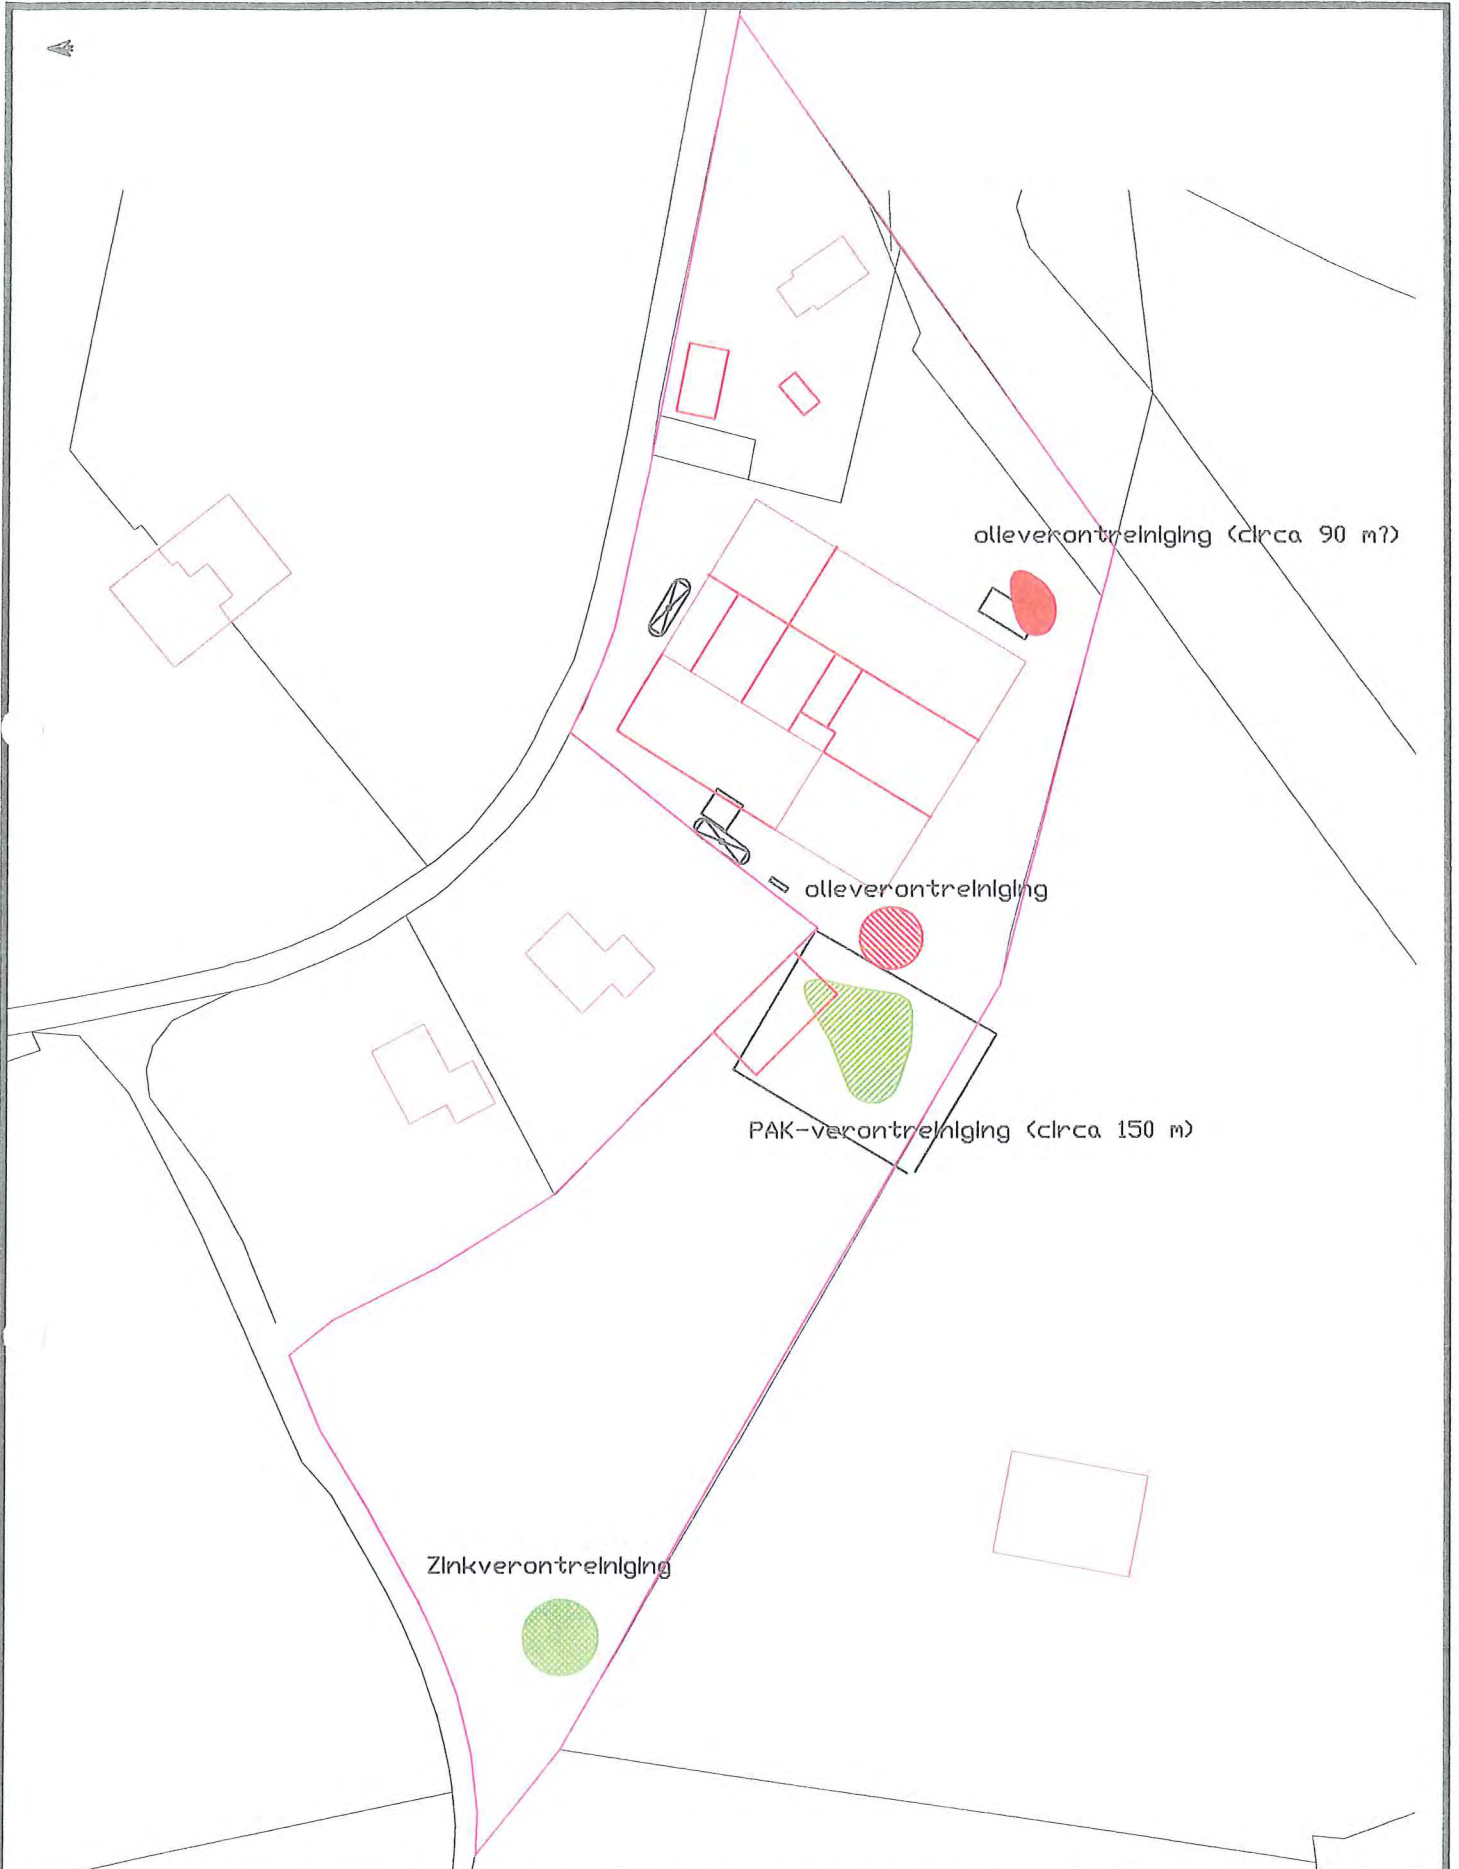 olieverontreiniging (circa 90 m?)
olieverontreiniging
PAK-verontreiniging (circa 150 m)
Zinkverontreiniging